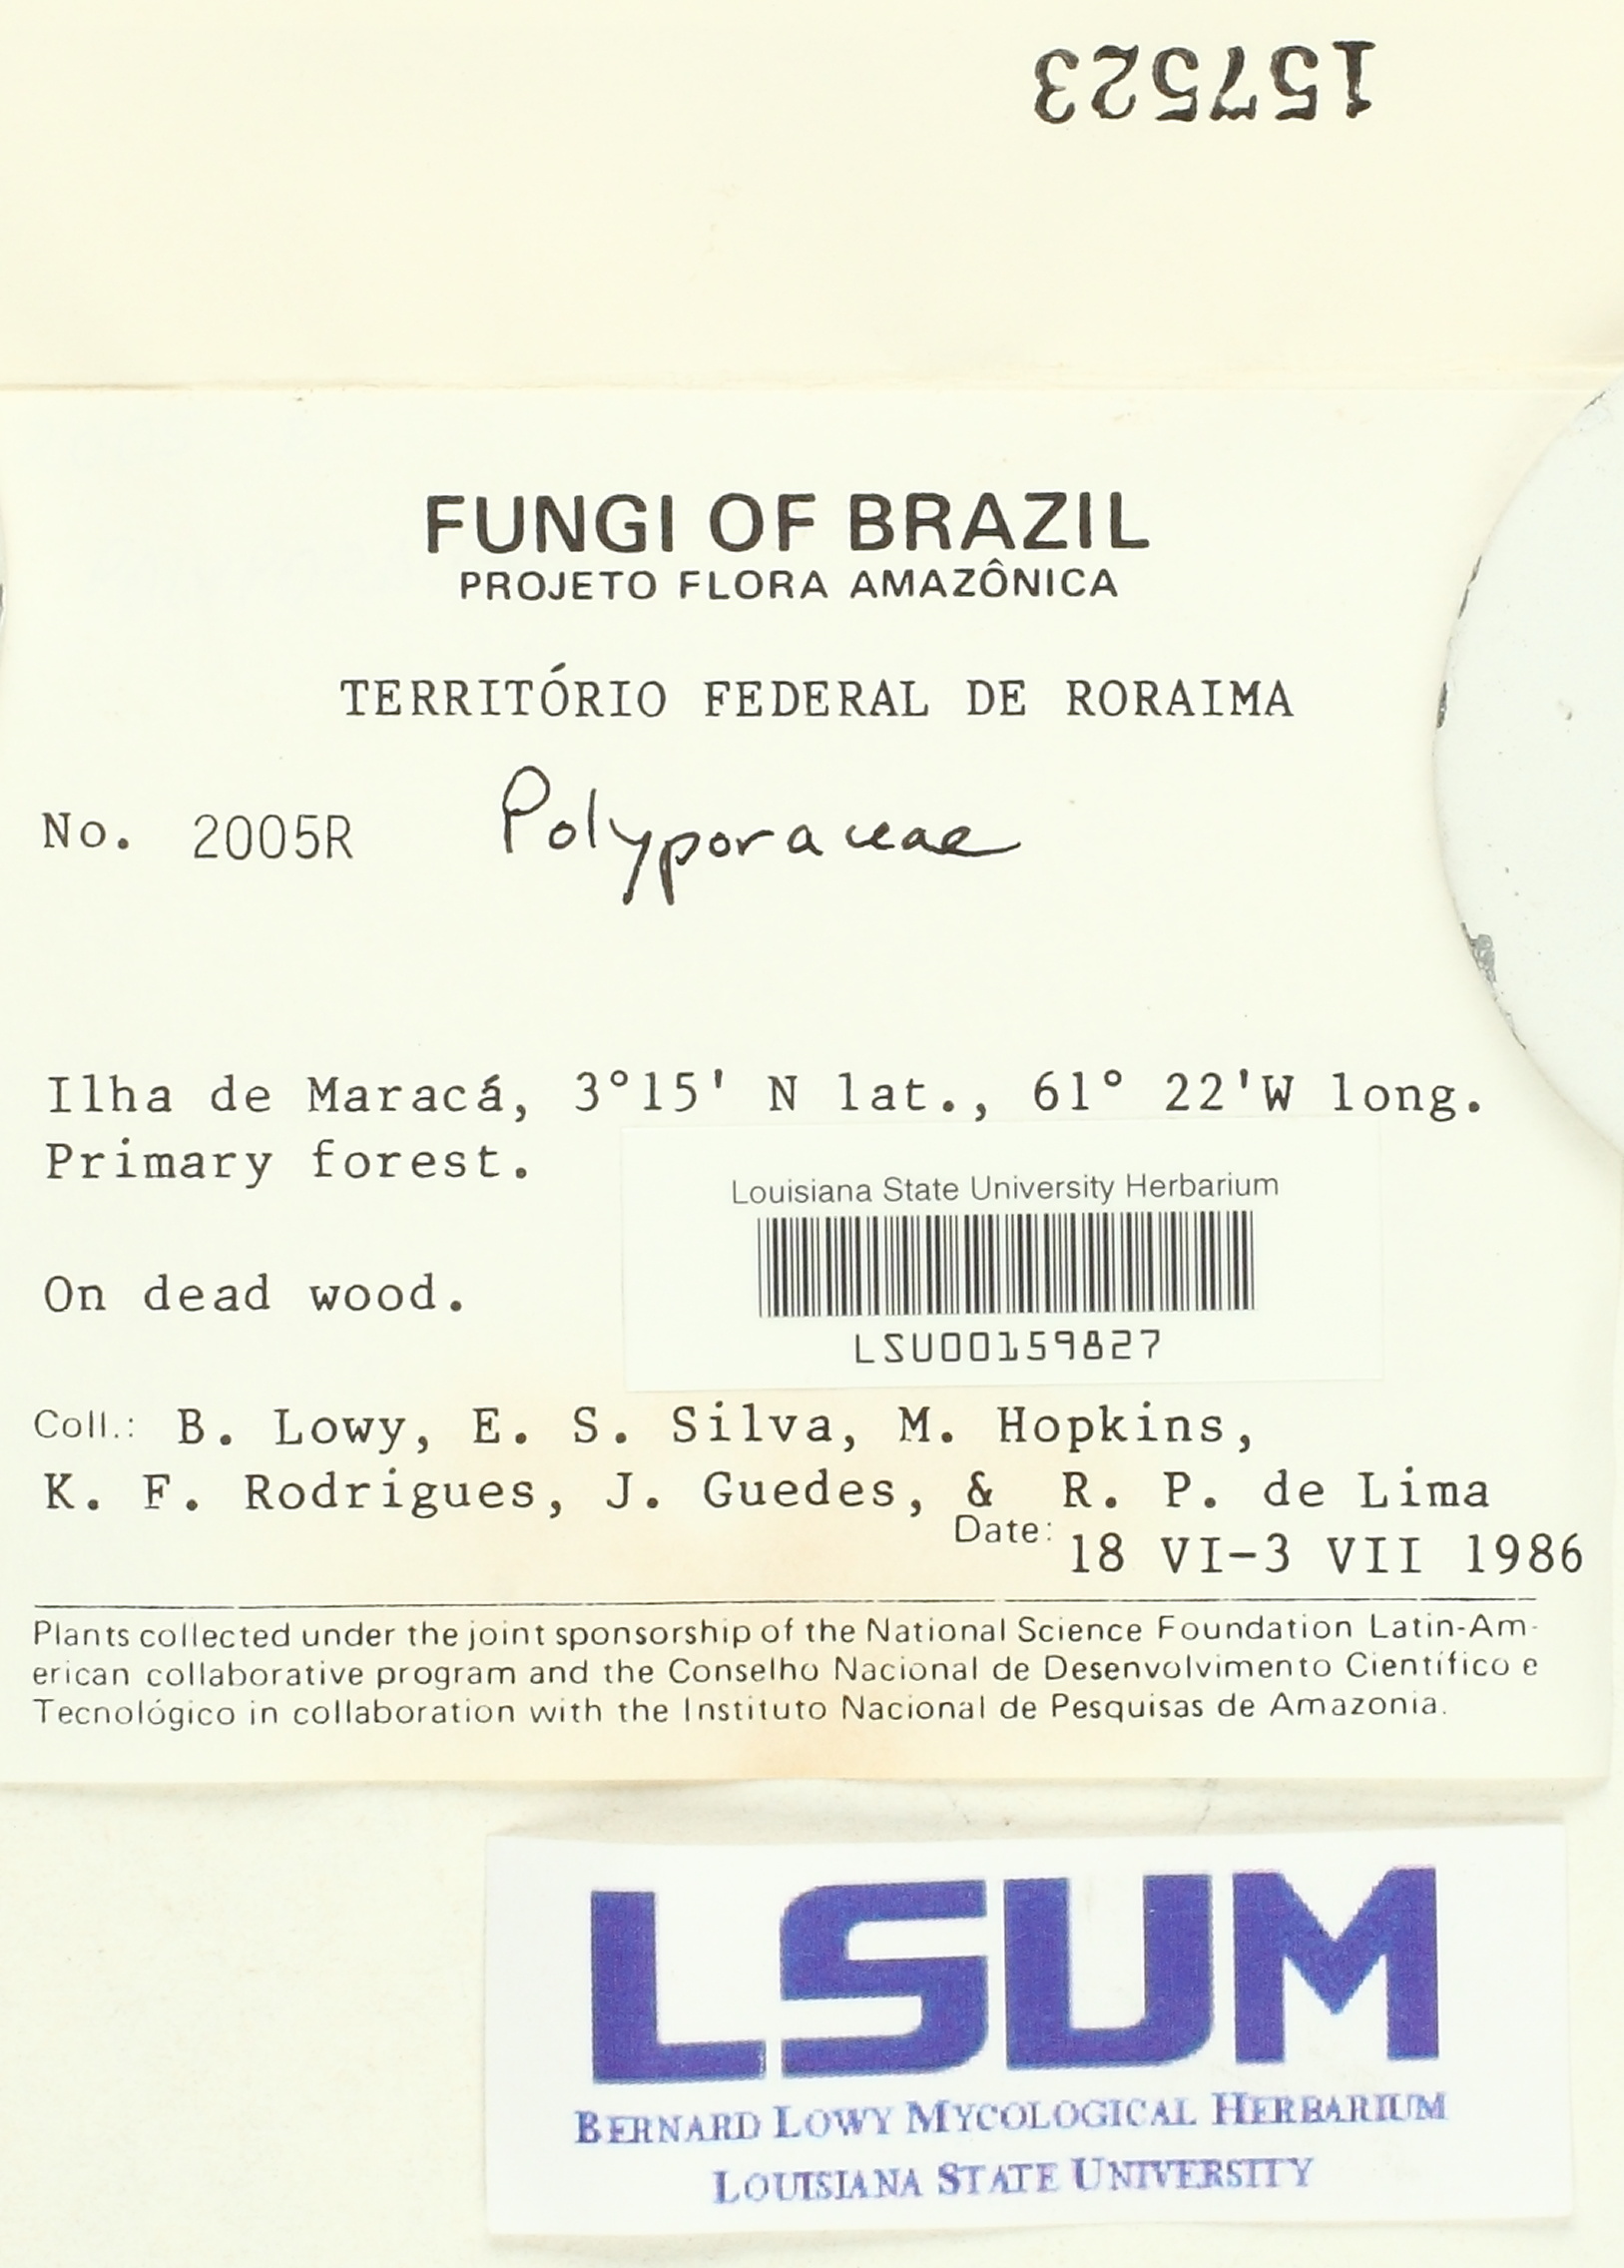 157523
FUNGI OF BRAZIL
PROJETO FLORA AMAZÔNICA
TERRITÓRIO FEDERAL DE RORAIMA
No. 2005R Polyporaceae
Ilha de Maracá, 3°15' N lat., 61° 22'W long.
Primary forest.
Louisiana State University Herbarium
On dead wood.
LSU00159827
Coll.: B. Lowy, E. S. Silva, M. Hopkins,
K. F. Rodrigues, J. Guedes, & R. P. de Lima
Date: 18 VI-3 VII 1986
Plants collected under the joint sponsorship of the National Science Foundation Latin-Am-
erican collaborative program and the Conselho Nacional de Desenvolvimento Científico e
Tecnológico in collaboration with the Instituto Nacional de Pesquisas de Amazonia.
LSUM
BERNARD LOWY MYCOLOGICAL HERBARIUM
LOUISIANA STATE UNIVERSITY